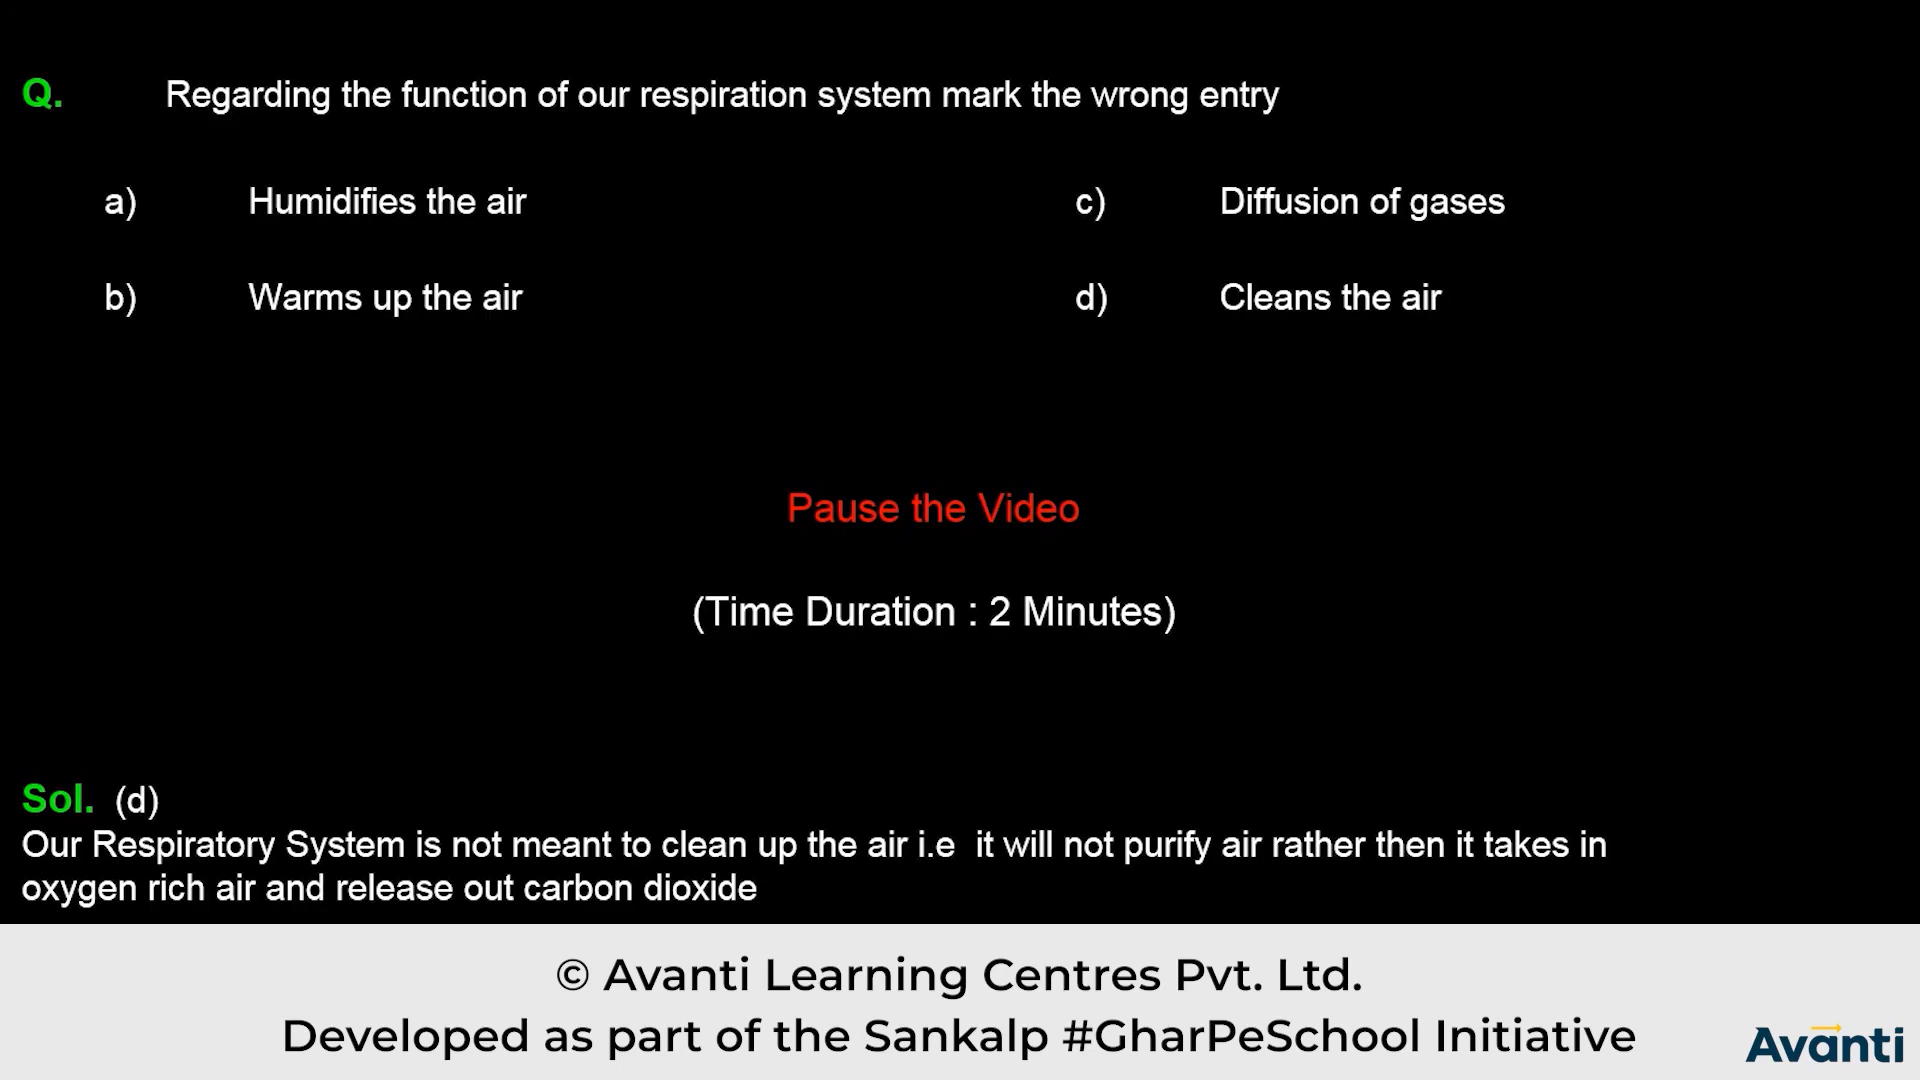 Q. Regarding the function of our respiration system mark the wrong entry
a) Humidifies the air
c) Diffusion of gases
b) Warms up the air
d) Cleans the air
Pause the Video
(Time Duration : 2 Minutes)
Sol. (d)
Our Respiratory System is not meant to clean up the air i.e it will not purify air rather then it takes in
oxygen rich air and release out carbon dioxide
© Avanti Learning Centres Pvt. Ltd.
Developed as part of the Sankalp #GharPeSchool Initiative
Avanti